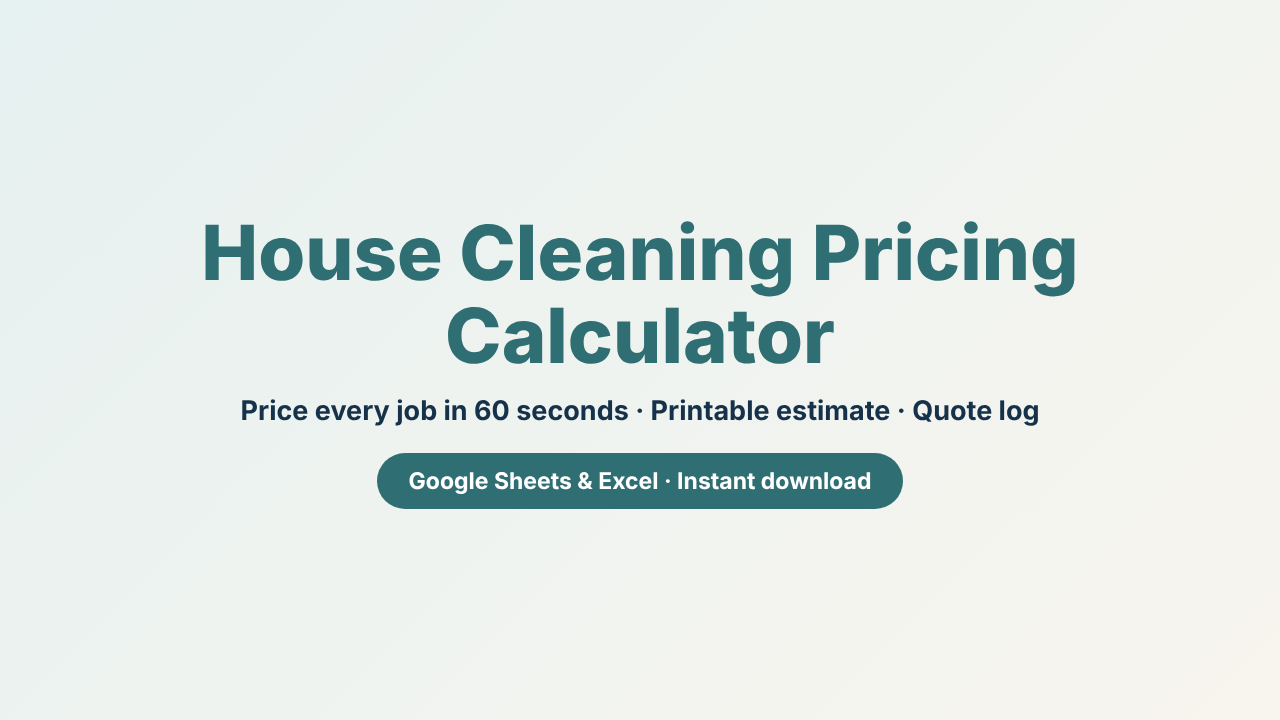 House Cleaning Pricing
Calculator
Price every job in 60 seconds · Printable estimate · Quote log
Google Sheets & Excel · Instant download